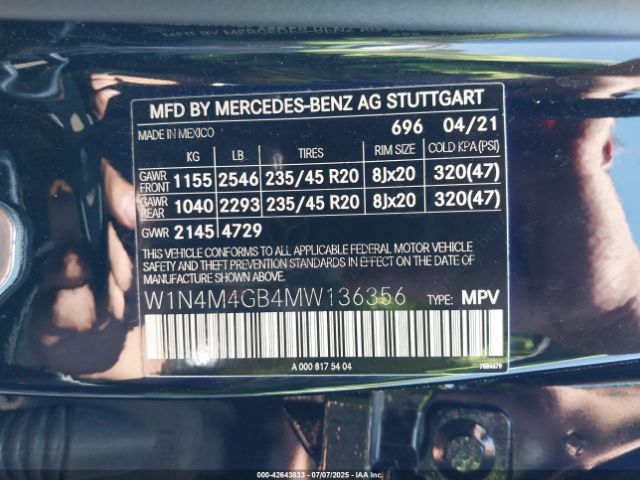 MFD BY MERCEDES-BENZ AG STUTTGART
MADE IN MEXICO 696 04/21
KG LB TIRES RIM SIZE COLD KPA (PSI)
GAWR FRONT 1155 2546 235/45 R20 8Jx20 320(47)
GAWR REAR 1040 2293 235/45 R20 8Jx20 320(47)
GVWR 2145 4729
THIS VEHICLE CONFORMS TO ALL APPLICABLE FEDERAL MOTOR VEHICLE
SAFETY AND THEFT PREVENTION STANDARDS IN EFFECT ON THE DATE OF
MANUFACTURE SHOWN ABOVE.
W1N4M4GB4MW136356 TYPE: MPV
A 000 817 54 04
000-42643833 - 07/07/2025 - IAAI.COM